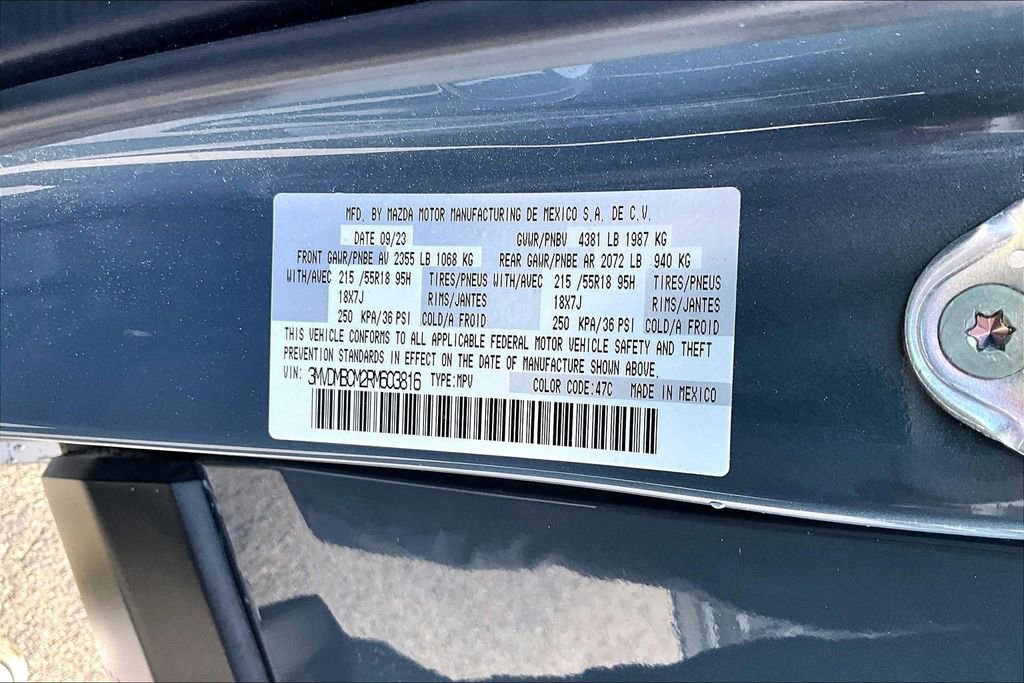 MFD. BY MAZDA MOTOR MANUFACTURING DE MEXICO S.A. DE C.V.
DATE 09/23 GVWR/PNBV 4381 LB 1987 KG
FRONT GAWR/PNBE AV 2355 LB 1068 KG REAR GAWR/PNBE AR 2072 LB 940 KG
WITH/AVEC 215 /55R18 95H TIRES/PNEUS WITH/AVEC 215 /55R18 95H TIRES/PNEUS
18X7J RIMS/JANTES 18X7J RIMS/JANTES
250 KPA/36 PSI COLD/A FROID 250 KPA/36 PSI COLD/A FROID
THIS VEHICLE CONFORMS TO ALL APPLICABLE FEDERAL MOTOR VEHICLE SAFETY AND THEFT
PREVENTION STANDARDS IN EFFECT ON THE DATE OF MANUFACTURE SHOWN ABOVE.
VIN: 3MVDMBCM2RM603816 TYPE:MPV COLOR CODE:47C MADE IN MEXICO